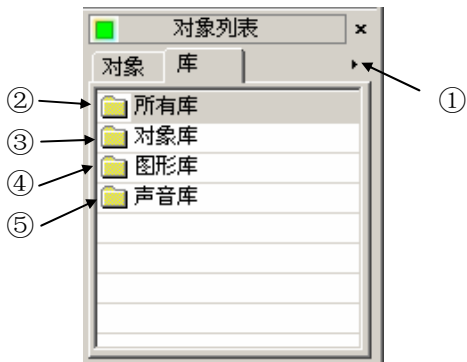 对象列表 ×
对象 库
①
② 所有库
③ 对象库
④ 图形库
⑤ 声音库